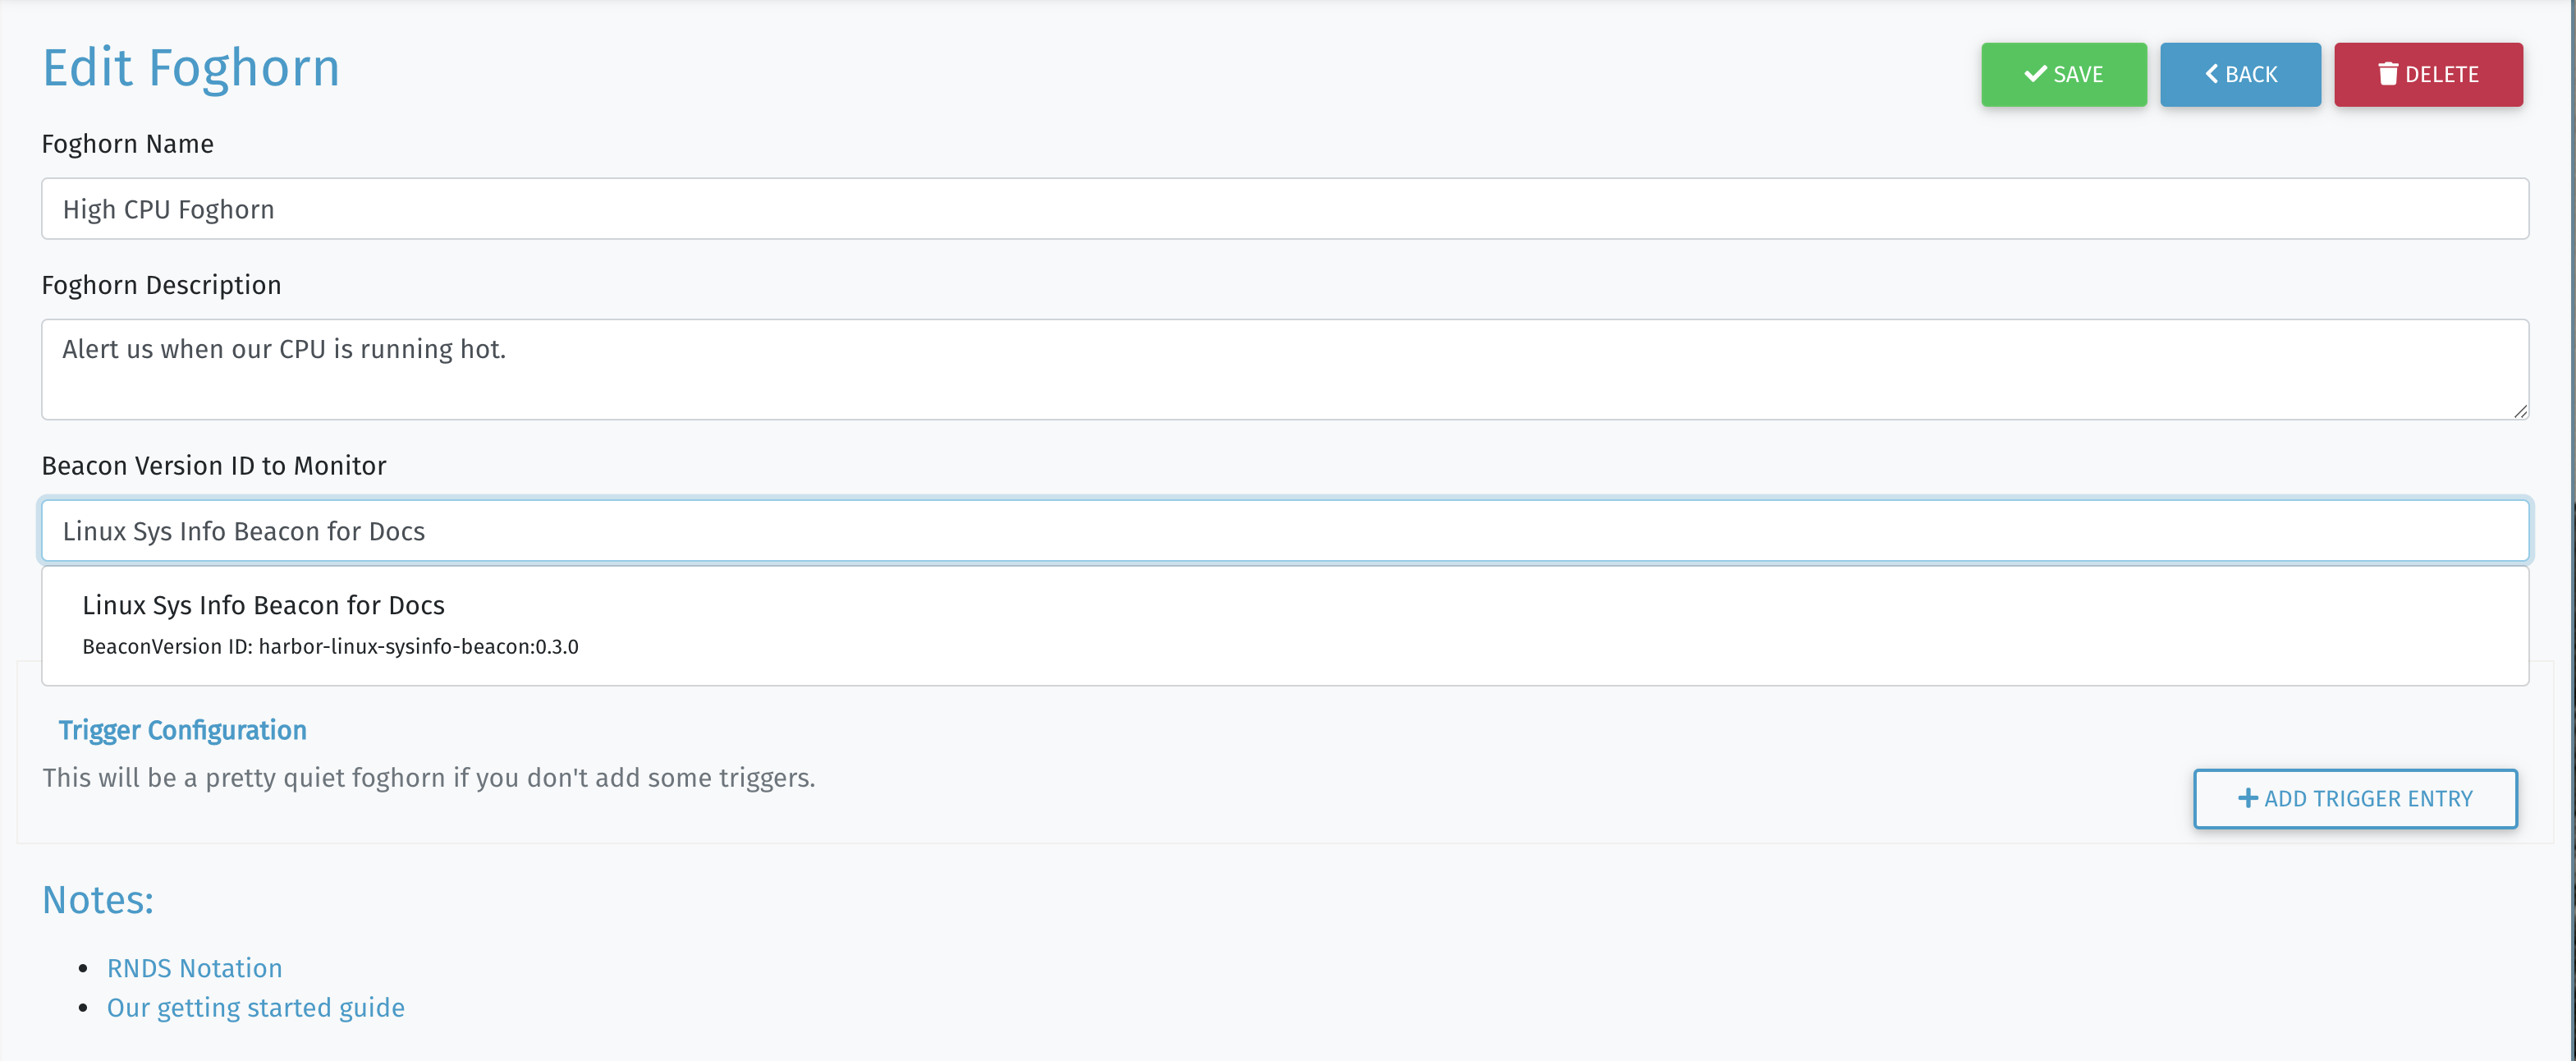 Edit Foghorn
SAVE
BACK
DELETE
Foghorn Name
High CPU Foghorn
Foghorn Description
Alert us when our CPU is running hot.
Beacon Version ID to Monitor
Linux Sys Info Beacon for Docs
Linux Sys Info Beacon for Docs
BeaconVersion ID: harbor-linux-sysinfo-beacon:0.3.0
Trigger Configuration
This will be a pretty quiet foghorn if you don't add some triggers.
ADD TRIGGER ENTRY
Notes:
RNDS Notation
Our getting started guide